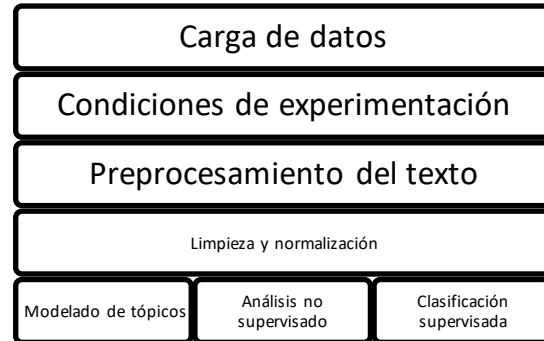 Carga de datos
Condiciones de experimentación
Preprocesamiento del texto
Limpieza y normalización
Modelado de tópicos
Análisis no
supervisado
Clasificación
supervisada